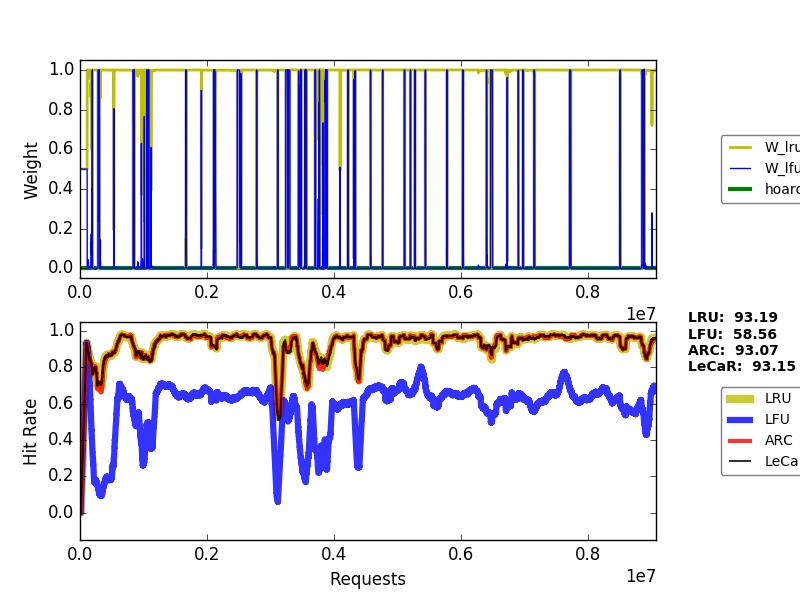 1.0
0.8
0.6
0.4
0.2
0.0
Weight
0.0 0.2 0.4 0.6 0.8
1e7
W_lru
W_lfu
hoard
LRU: 93.19
LFU: 58.56
ARC: 93.07
LeCaR: 93.15
1.0
0.8
0.6
0.4
0.2
0.0
Hit Rate
0.0 0.2 0.4 0.6 0.8
1e7
Requests
LRU
LFU
ARC
LeCa